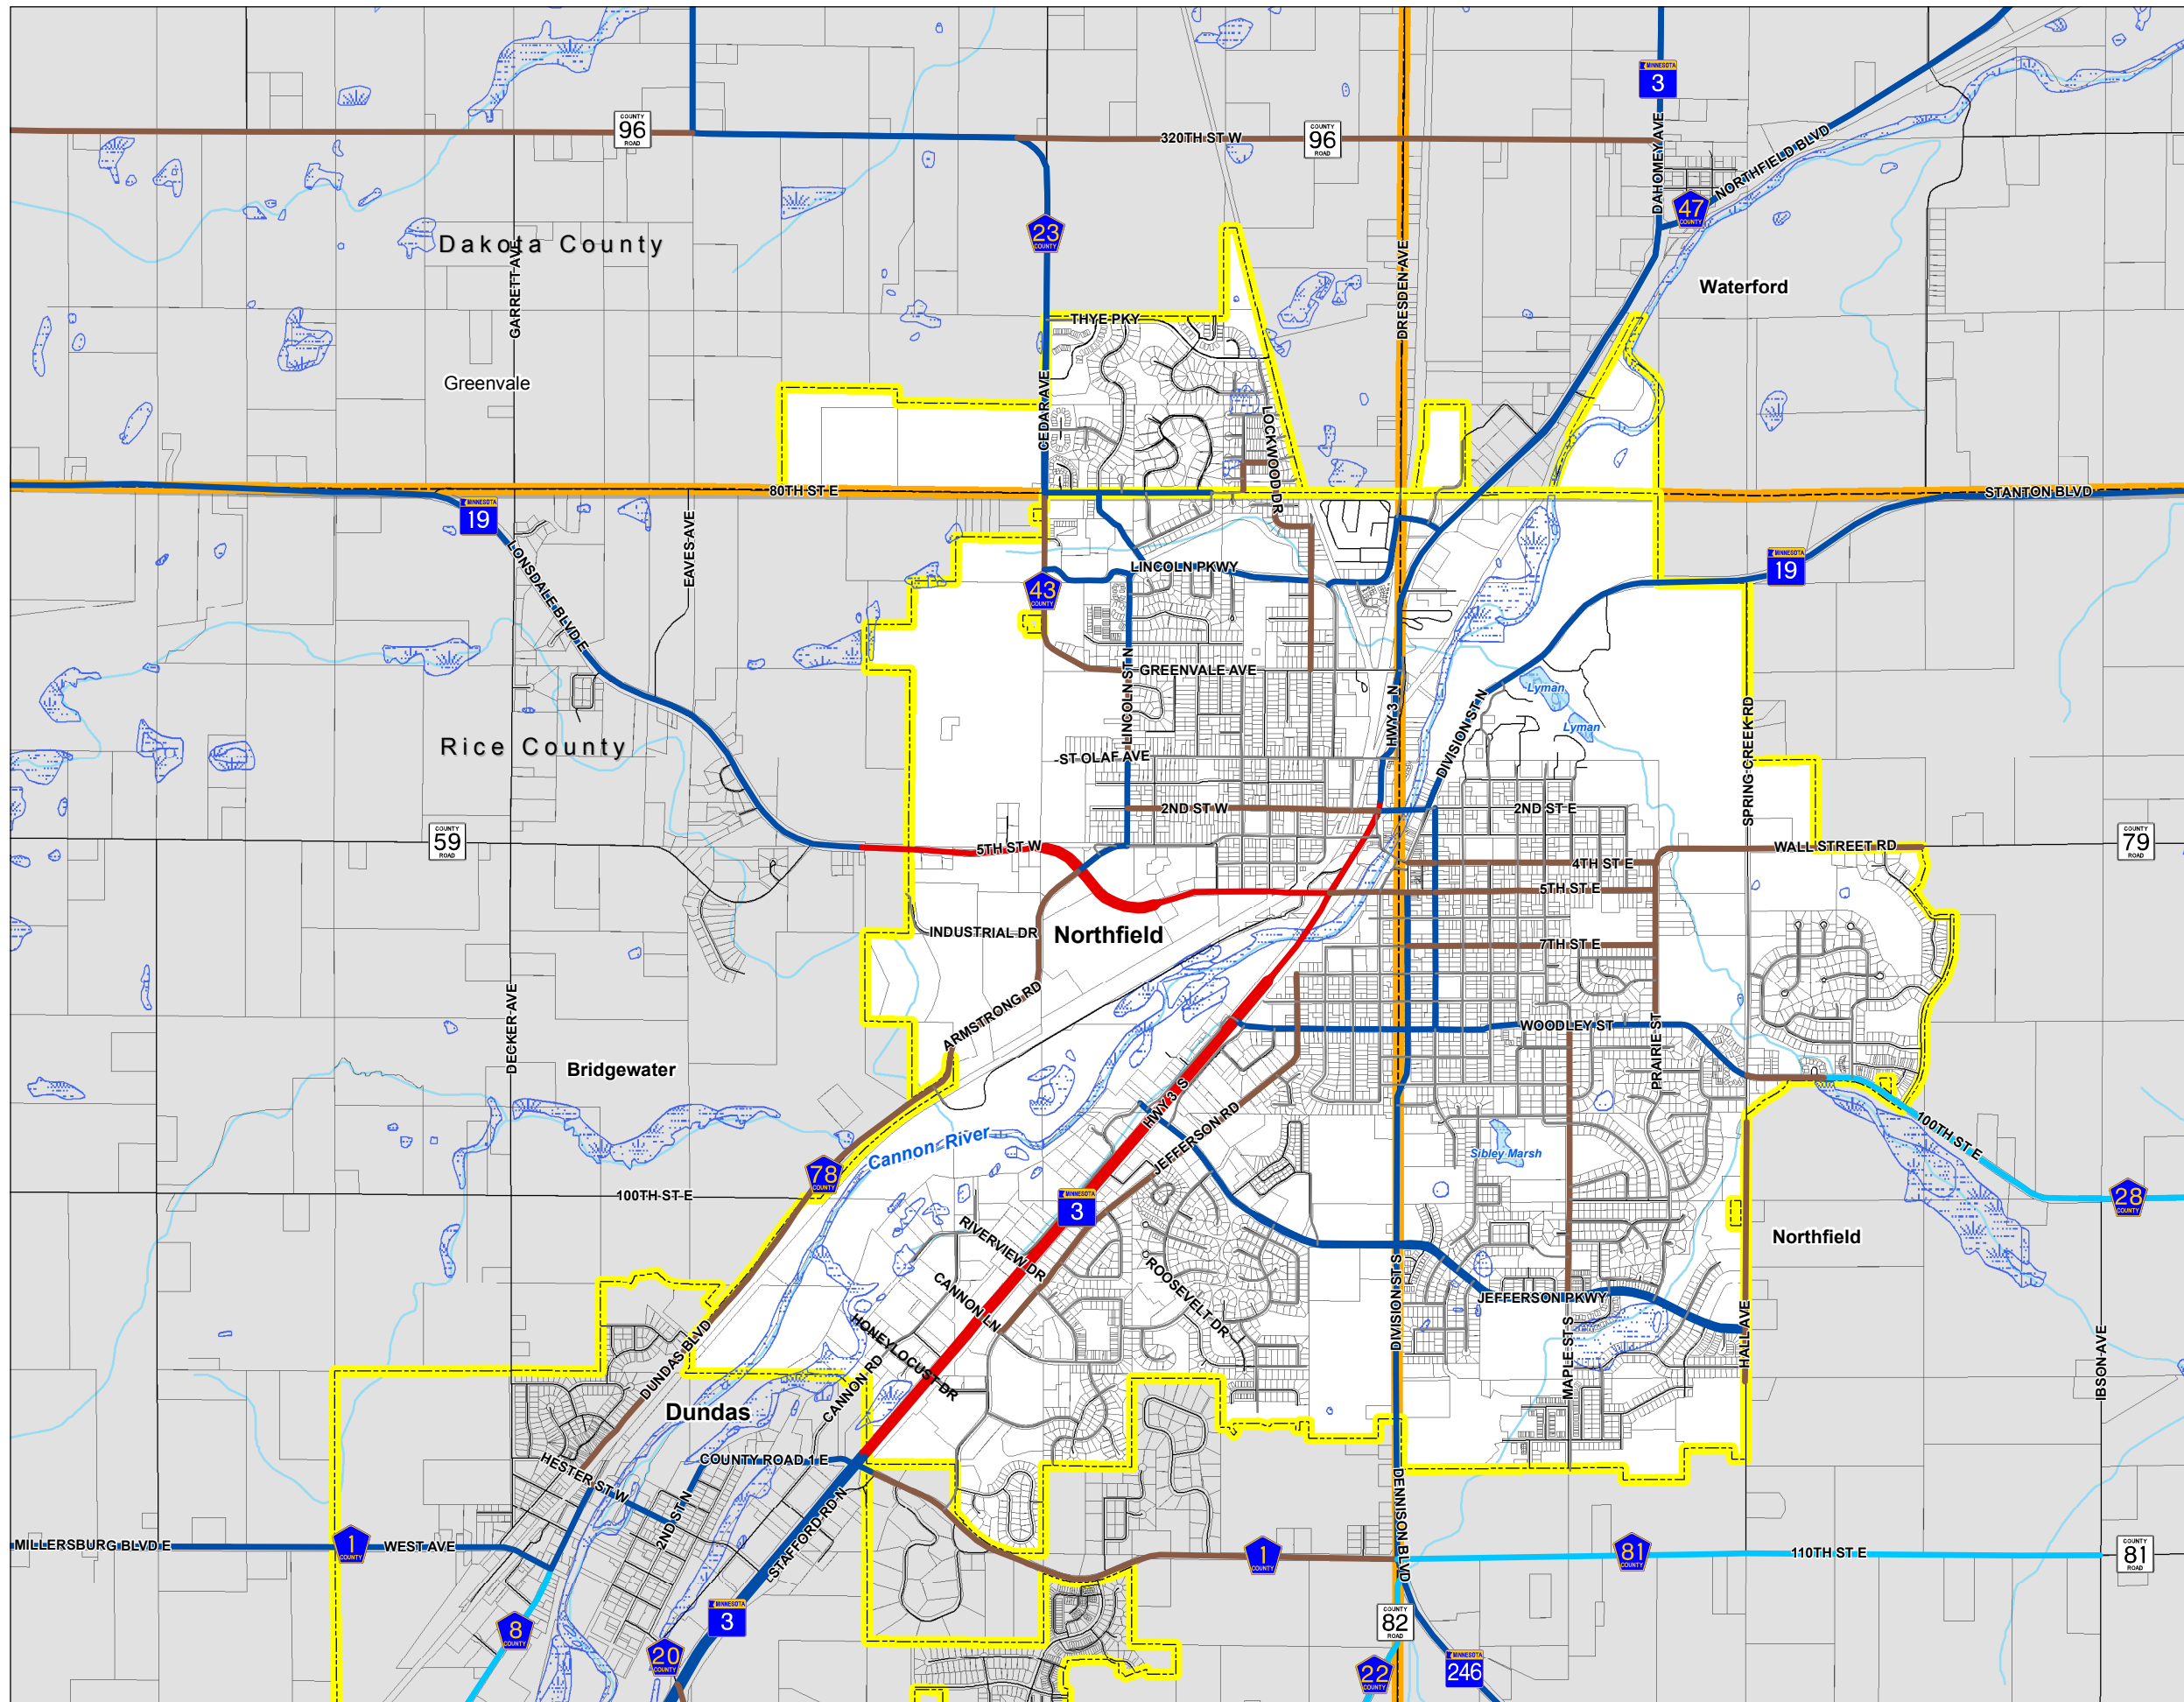 MINNESOTA
3
COUNTY
96
ROAD
320TH ST W
COUNTY
96
ROAD
DAHOMEY AVE
NORTHFIELD BLVD
47
COUNTY
23
COUNTY
Dakota County
GARRETT AVE
DRESDEN AVE
Waterford
THYE PKY
Greenvale
CEDAR AVE
LOCKWOOD DR
80TH ST E
STANTON BLVD
MINNESOTA
19
LONSDALE BLVD E
EAVES AVE
LINCOLN PKWY
MINNESOTA
19
43
COUNTY
GREENVALE AVE
LINCOLN ST N
HWY 3 N
DIVISION ST N
Lyman
Lyman
SPRING CREEK RD
Rice County
ST OLAF AVE
2ND ST W
2ND ST E
COUNTY
59
ROAD
5TH ST W
4TH ST E
WALL STREET RD
COUNTY
79
ROAD
5TH ST E
INDUSTRIAL DR
Northfield
7TH ST E
DECKER AVE
ARMSTRONG RD
WOODLEY ST
PRAIRIE ST
Bridgewater
HWY 3 S
JEFFERSON RD
100TH ST E
Cannon River
Sibley Marsh
78
COUNTY
100TH ST E
MINNESOTA
3
28
COUNTY
RIVERVIEW DR
Northfield
CANNON LN
ROOSEVELT DR
DIVISION ST S
JEFFERSON PKWY
MAPLE ST S
HALL AVE
IBSON AVE
HONEYLOCUST DR
DUNDAS BLVD
CANNON RD
Dundas
COUNTY ROAD 1 E
HESTER ST W
2ND ST N
STAFFORD RD N
DENNISON BLVD
MILLERSBURG BLVD E
1
COUNTY
WEST AVE
1
COUNTY
81
COUNTY
110TH ST E
COUNTY
81
ROAD
8
COUNTY
MINNESOTA
3
COUNTY
82
ROAD
20
COUNTY
22
COUNTY
MINNESOTA
246